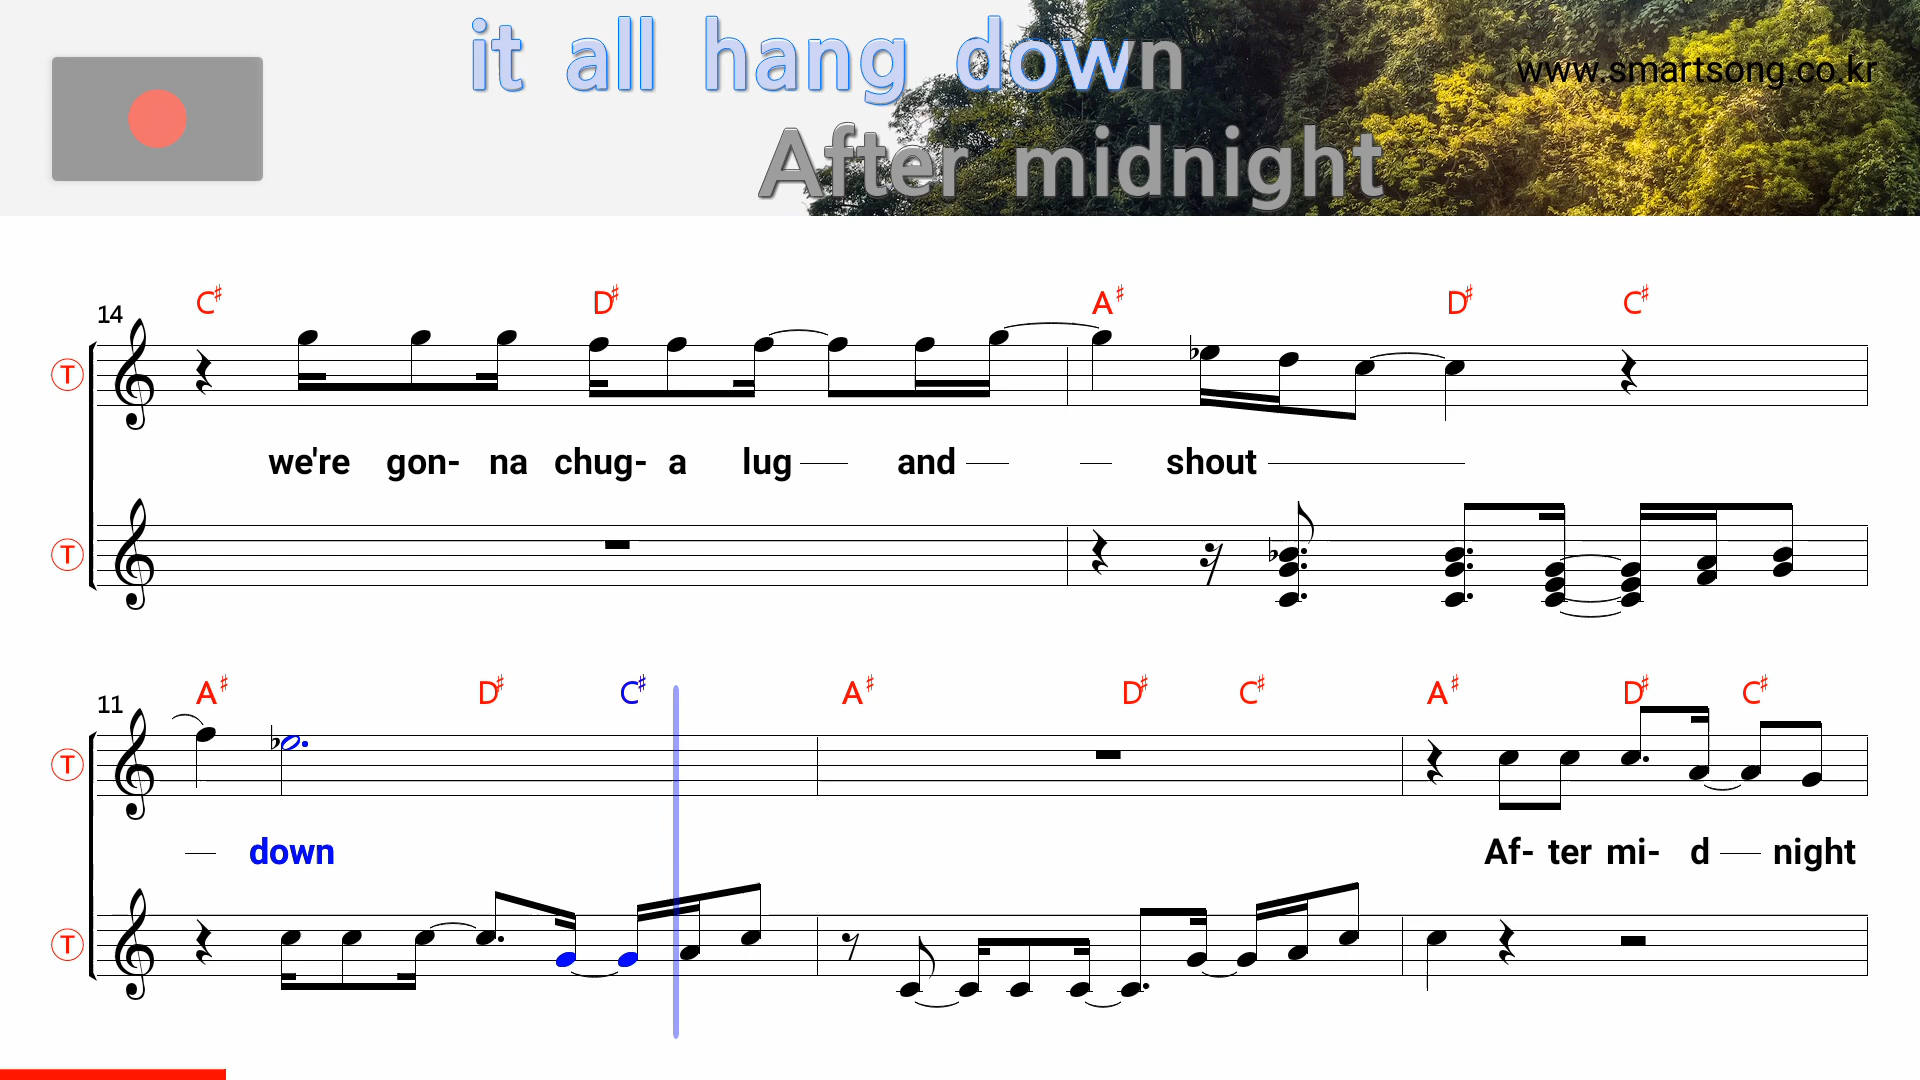 it all hang down
www.smartsong.co.kr
After midnight
C♯ D♯ A♯ D♯ C♯
14
T
we're gon- na chug- a lug and shout
T
A♯ D♯ C♯ A♯ D♯ C♯ A♯ D♯ C♯
11
T
down Af- ter mi- d night
T